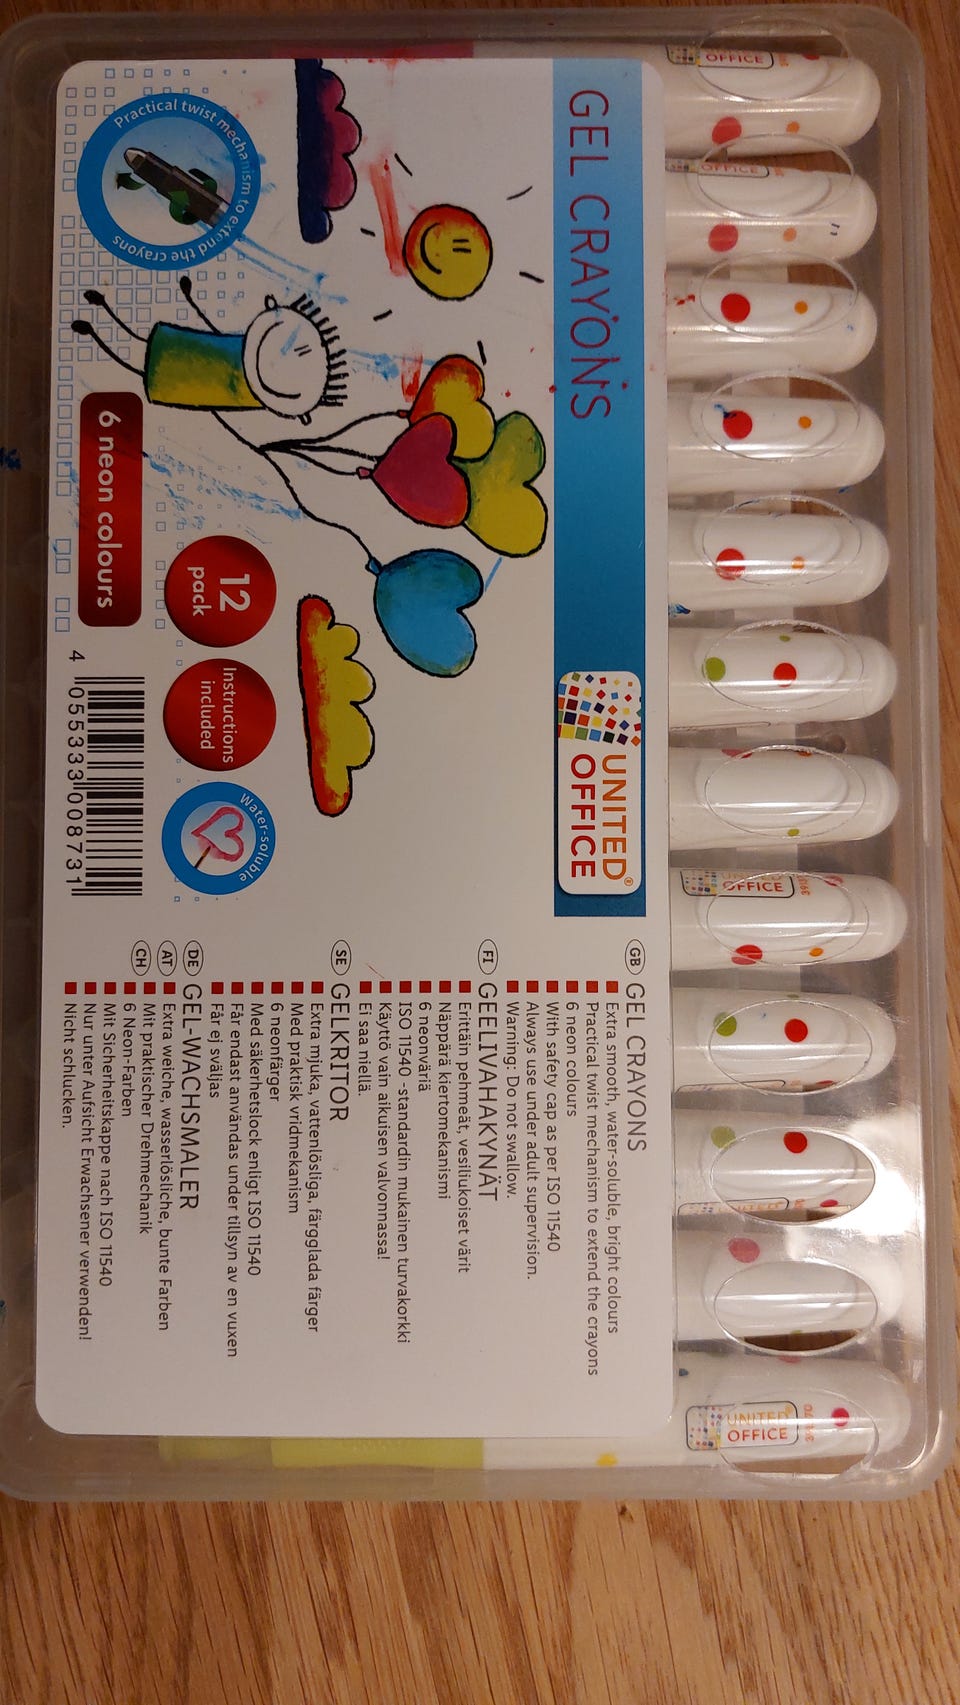 GEL CRAYONS
UNITED
OFFICE®
Practical twist mechanism to extend the crayons
6 neon colours
12
pack
Instructions
included
Water-soluble
4 055333 008731
GB GEL CRAYONS
Extra smooth, water-soluble, bright colours
Practical twist mechanism to extend the crayons
6 neon colours
With safety cap as per ISO 11540
Always use under adult supervision.
Warning: Do not swallow.
FI GEELIVAHAKYNÄT
Erittäin pehmeät, vesiliukoiset värit
Näppärä kiertomekanismi
6 neonväriä
ISO 11540 -standardin mukainen turvakorkki
Käyttö vain aikuisen valvonnassa!
Ei saa niellä.
SE GELKRITOR
Extra mjuka, vattenlösliga, färgglada färger
Med praktisk vridmekanism
6 neonfärger
Med säkerhetslock enligt ISO 11540
Får endast användas under tillsyn av en vuxen
Får ej sväljas
DE AT CH GEL-WACHSMALER
Extra weiche, wasserlösliche, bunte Farben
Mit praktischer Drehmechanik
6 Neon-Farben
Mit Sicherheitskappe nach ISO 11540
Nur unter Aufsicht Erwachsener verwenden!
Nicht schlucken.
OFFICE
OFFICE
UNITED
OFFICE
UNITED
OFFICE